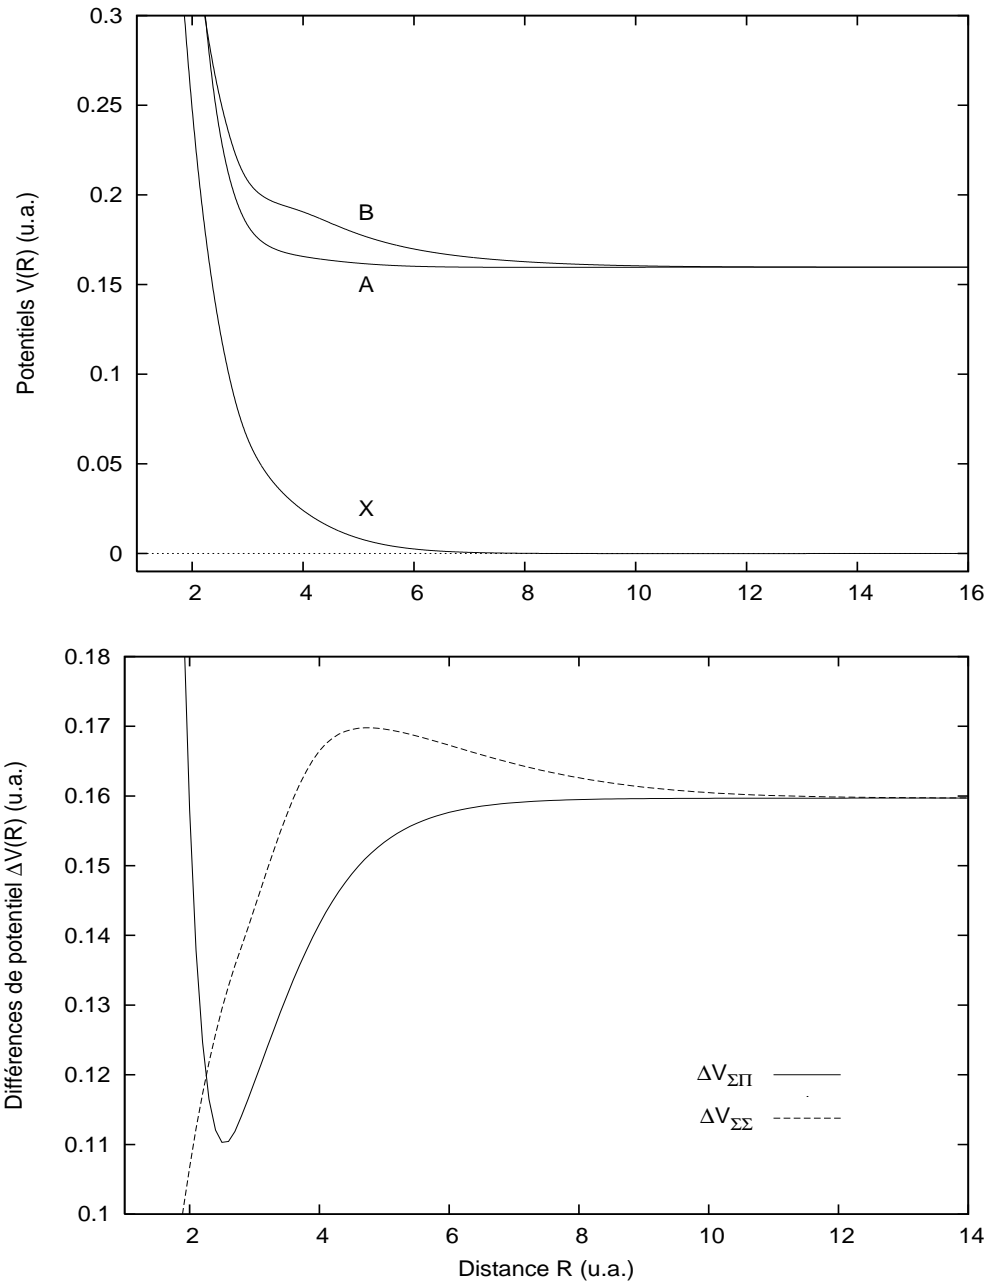 0.3
0.25
0.2
0.15
0.1
0.05
0
Potentiels V(R) (u.a.)
B
A
X
2 4 6 8 10 12 14 16
0.18
0.17
0.16
0.15
0.14
0.13
0.12
0.11
0.1
Différences de potentiel ΔV(R) (u.a.)
ΔV_ΣΠ
ΔV_ΣΣ
2 4 6 8 10 12 14
Distance R (u.a.)